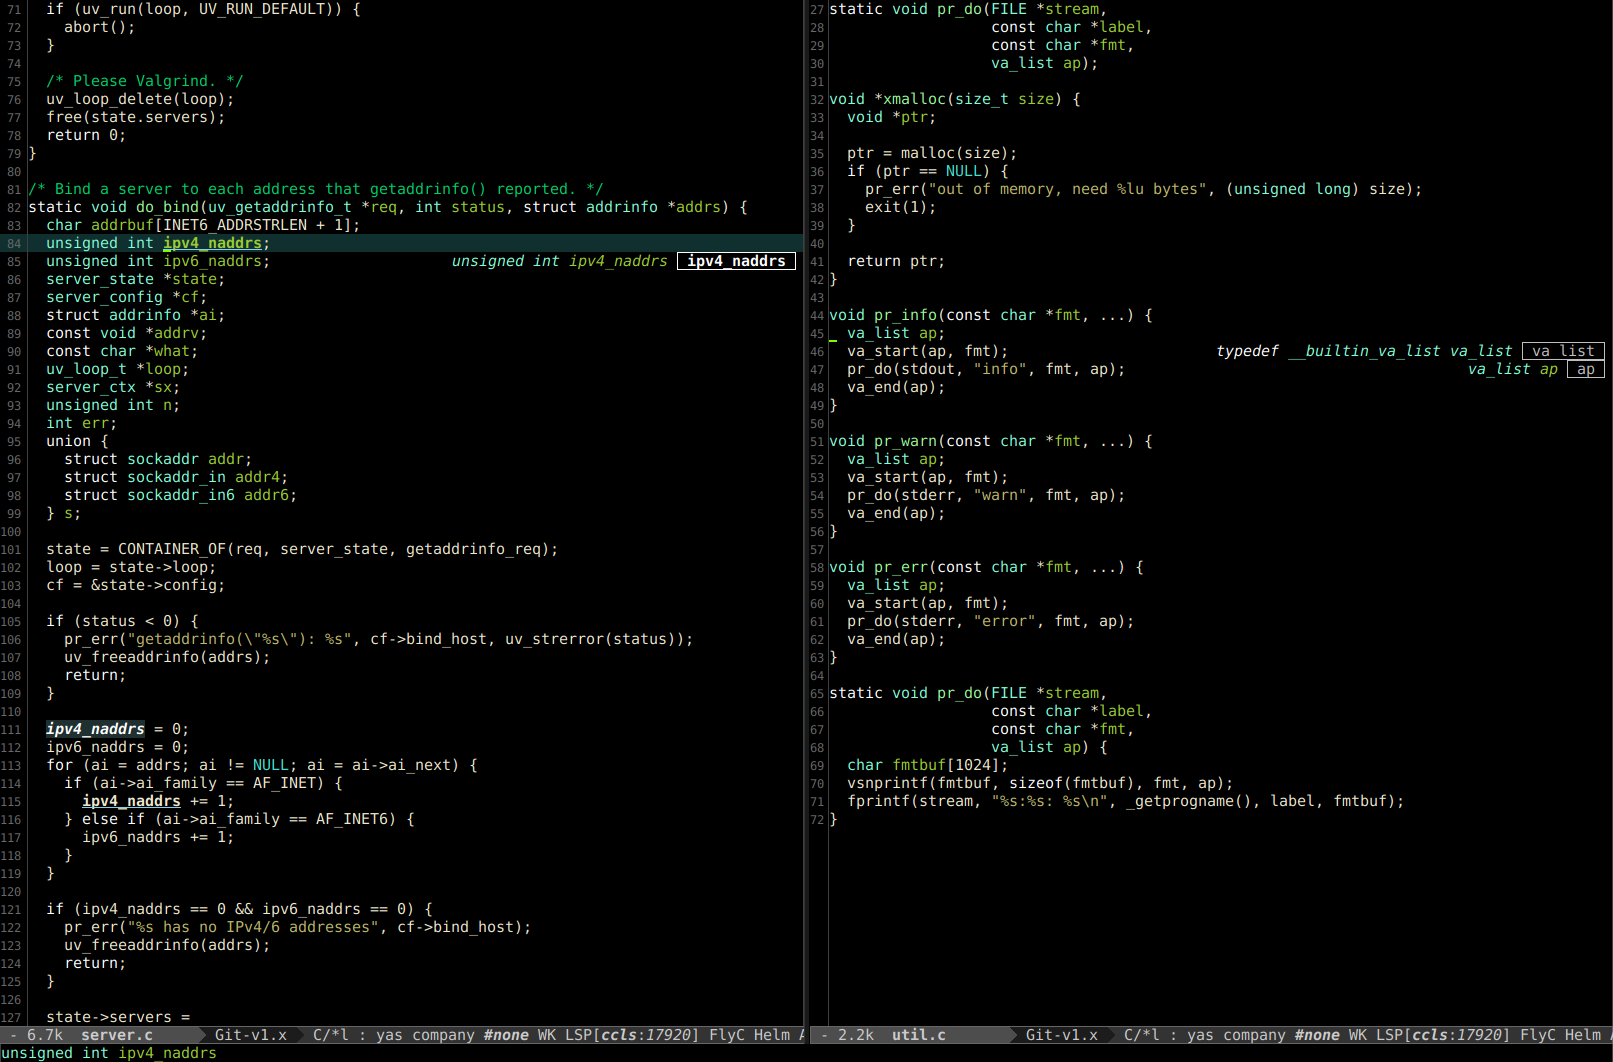 71   if (uv_run(loop, UV_RUN_DEFAULT)) {
72     abort();
73   }
74
75   /* Please Valgrind. */
76   uv_loop_delete(loop);
77   free(state.servers);
78   return 0;
79 }
80
81 /* Bind a server to each address that getaddrinfo() reported. */
82 static void do_bind(uv_getaddrinfo_t *req, int status, struct addrinfo *addrs) {
83   char addrbuf[INET6_ADDRSTRLEN + 1];
84   unsigned int ipv4_naddrs;
85   unsigned int ipv6_naddrs; unsigned int ipv4_naddrs ipv4_naddrs
86   server_state *state;
87   server_config *cf;
88   struct addrinfo *ai;
89   const void *addrv;
90   const char *what;
91   uv_loop_t *loop;
92   server_ctx *sx;
93   unsigned int n;
94   int err;
95   union {
96     struct sockaddr addr;
97     struct sockaddr_in addr4;
98     struct sockaddr_in6 addr6;
99   } s;
100
101   state = CONTAINER_OF(req, server_state, getaddrinfo_req);
102   loop = state->loop;
103   cf = &state->config;
104
105   if (status < 0) {
106     pr_err("getaddrinfo(\"%s\"): %s", cf->bind_host, uv_strerror(status));
107     uv_freeaddrinfo(addrs);
108     return;
109   }
110
111   ipv4_naddrs = 0;
112   ipv6_naddrs = 0;
113   for (ai = addrs; ai != NULL; ai = ai->ai_next) {
114     if (ai->ai_family == AF_INET) {
115       ipv4_naddrs += 1;
116     } else if (ai->ai_family == AF_INET6) {
117       ipv6_naddrs += 1;
118     }
119   }
120
121   if (ipv4_naddrs == 0 && ipv6_naddrs == 0) {
122     pr_err("%s has no IPv4/6 addresses", cf->bind_host);
123     uv_freeaddrinfo(addrs);
124     return;
125   }
126
127   state->servers =
- 6.7k server.c Git-v1.x C/*l : yas company #none WK LSP[ccls:17920] FlyC Helm
unsigned int ipv4_naddrs
27 static void pr_do(FILE *stream,
28                   const char *label,
29                   const char *fmt,
30                   va_list ap);
31
32 void *xmalloc(size_t size) {
33   void *ptr;
34
35   ptr = malloc(size);
36   if (ptr == NULL) {
37     pr_err("out of memory, need %lu bytes", (unsigned long) size);
38     exit(1);
39   }
40
41   return ptr;
42 }
43
44 void pr_info(const char *fmt, ...) {
45   va_list ap;
46   va_start(ap, fmt); typedef __builtin_va_list va_list va_list
47   pr_do(stdout, "info", fmt, ap); va_list ap ap
48   va_end(ap);
49 }
50
51 void pr_warn(const char *fmt, ...) {
52   va_list ap;
53   va_start(ap, fmt);
54   pr_do(stderr, "warn", fmt, ap);
55   va_end(ap);
56 }
57
58 void pr_err(const char *fmt, ...) {
59   va_list ap;
60   va_start(ap, fmt);
61   pr_do(stderr, "error", fmt, ap);
62   va_end(ap);
63 }
64
65 static void pr_do(FILE *stream,
66                   const char *label,
67                   const char *fmt,
68                   va_list ap) {
69   char fmtbuf[1024];
70   vsnprintf(fmtbuf, sizeof(fmtbuf), fmt, ap);
71   fprintf(stream, "%s:%s: %s\n", _getprogname(), label, fmtbuf);
72 }
- 2.2k util.c Git-v1.x C/*l : yas company #none WK LSP[ccls:17920] FlyC Helm